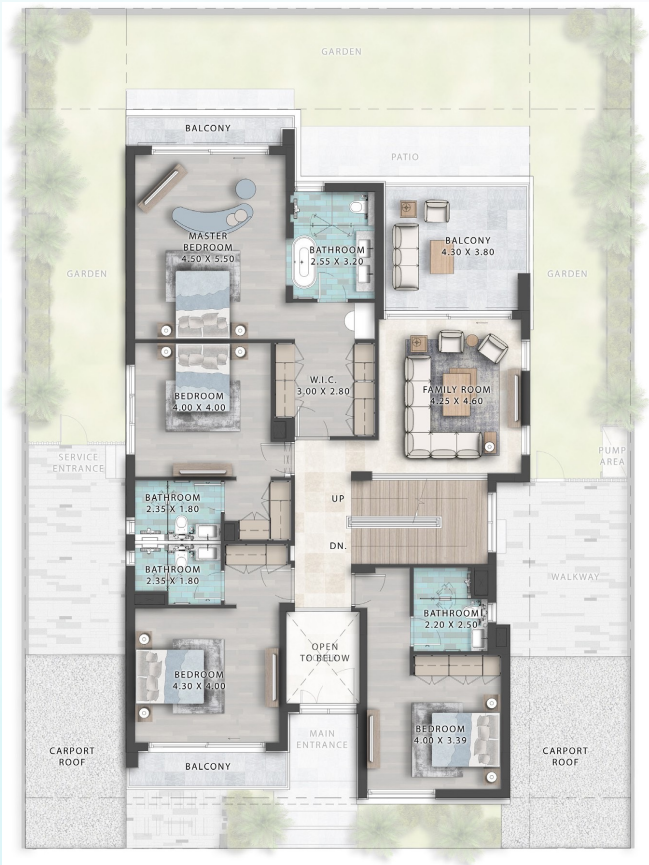 GARDEN
BALCONY
PATIO
MASTER
BEDROOM
4.50 X 5.50
BATHROOM
2.55 X 3.20
BALCONY
4.30 X 3.80
GARDEN
GARDEN
BEDROOM
4.00 X 4.00
W.I.C.
3.00 X 2.80
FAMILY ROOM
4.25 X 4.60
SERVICE
ENTRANCE
PUMP
AREA
BATHROOM
2.35 X 1.80
UP
DN.
BATHROOM
2.35 X 1.80
WALKWAY
BATHROOM
2.20 X 2.50
OPEN
TO BELOW
BEDROOM
4.30 X 4.00
MAIN
ENTRANCE
BEDROOM
4.00 X 3.39
CARPORT
ROOF
BALCONY
CARPORT
ROOF